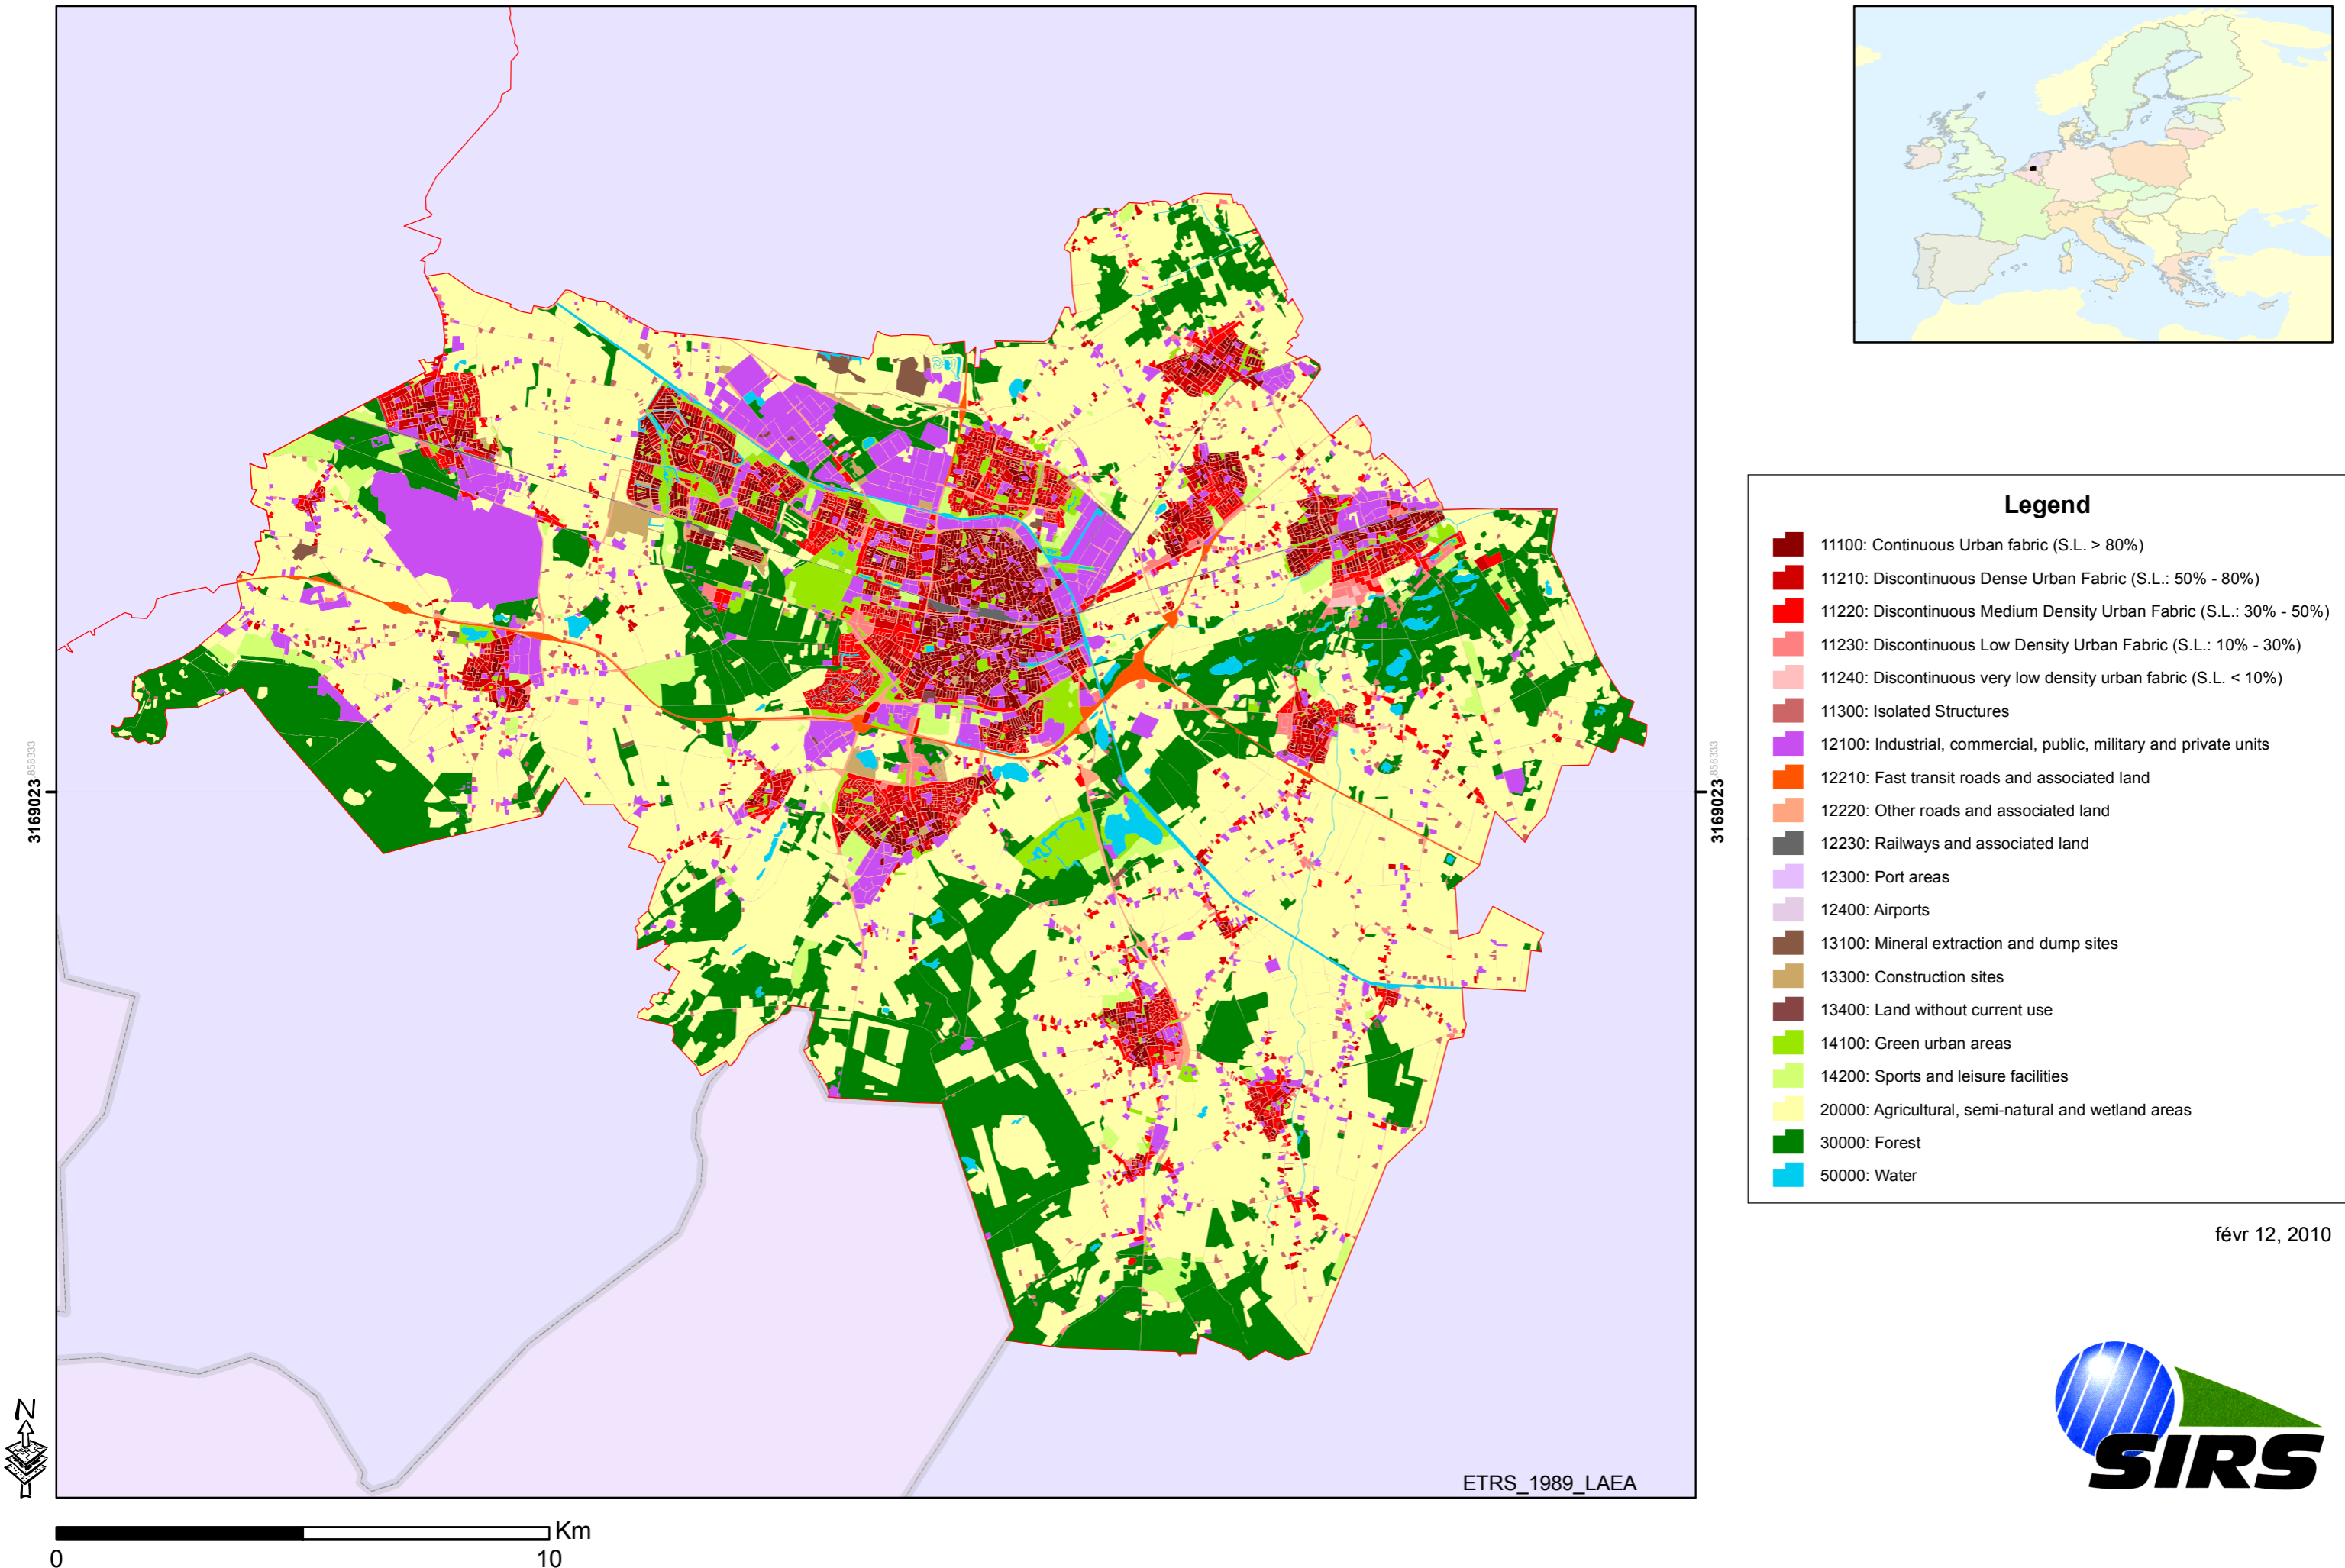 Legend
11100: Continuous Urban fabric (S.L. > 80%)
11210: Discontinuous Dense Urban Fabric (S.L.: 50% - 80%)
11220: Discontinuous Medium Density Urban Fabric (S.L.: 30% - 50%)
11230: Discontinuous Low Density Urban Fabric (S.L.: 10% - 30%)
11240: Discontinuous very low density urban fabric (S.L. < 10%)
11300: Isolated Structures
12100: Industrial, commercial, public, military and private units
12210: Fast transit roads and associated land
12220: Other roads and associated land
12230: Railways and associated land
12300: Port areas
12400: Airports
13100: Mineral extraction and dump sites
13300: Construction sites
13400: Land without current use
14100: Green urban areas
14200: Sports and leisure facilities
20000: Agricultural, semi-natural and wetland areas
30000: Forest
50000: Water
3169023.858333
3169023.858333
févr 12, 2010
SIRS
N
ETRS_1989_LAEA
Km
0 10